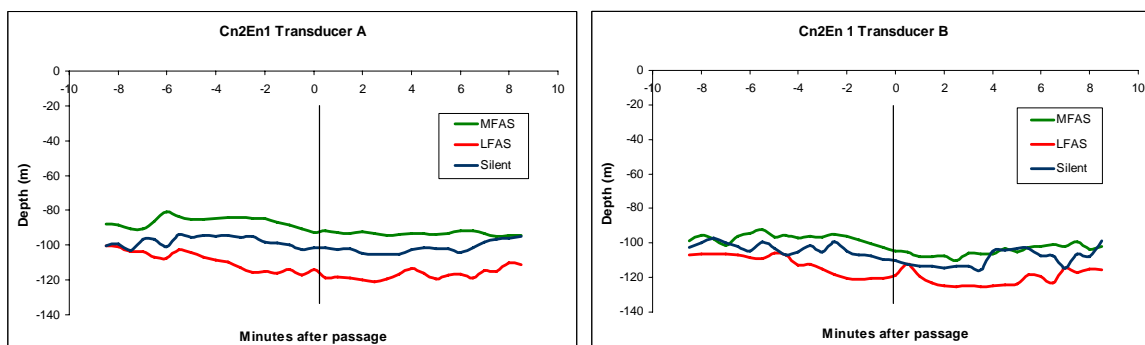 Cn2En1 Transducer A
0
-10 -8 -6 -4 -2 0 2 4 6 8 10
-20
-40
-60
-80
-100
-120
-140
MFAS
LFAS
Silent
Depth (m)
Minutes after passage
Cn2En 1 Transducer B
0
-10 -8 -6 -4 -2 0 2 4 6 8 10
-20
-40
-60
-80
-100
-120
-140
MFAS
LFAS
Silent
Depth (m)
Minutes after passage